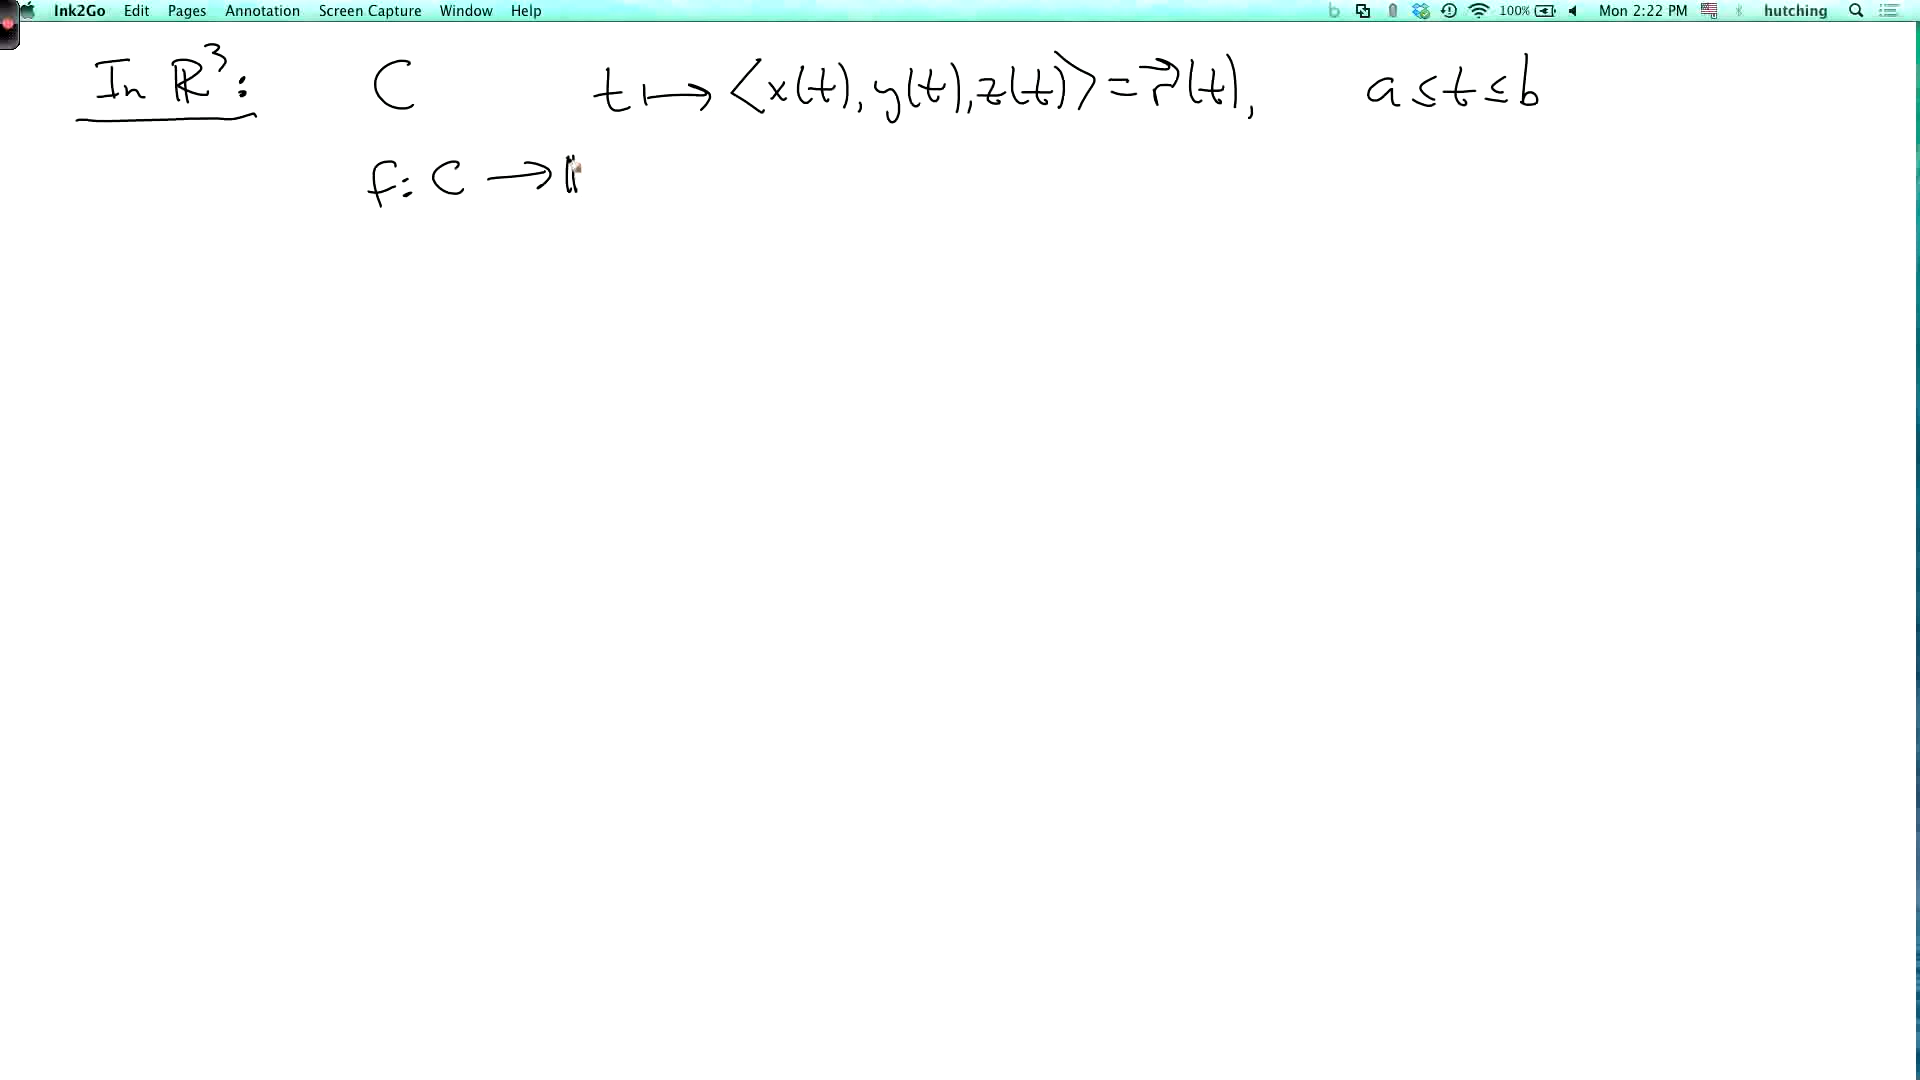 Ink2Go Edit Pages Annotation Screen Capture Window Help 100% Mon 2:22 PM hutching
In ℝ³: C t ⟼ ⟨x(t), y(t), z(t)⟩ = r⃗(t), a ≤ t ≤ b
f: C ⟶